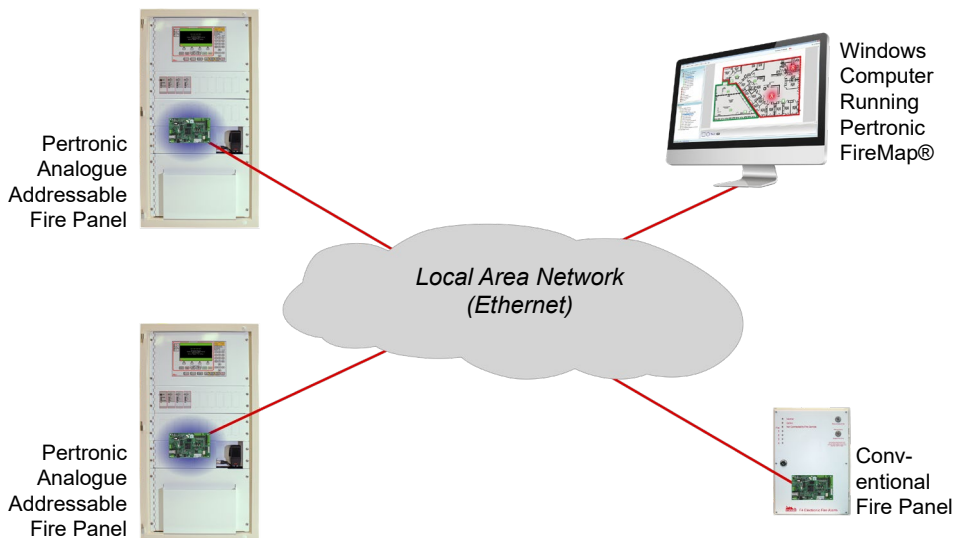 Pertronic
Analogue
Addressable
Fire Panel
Windows
Computer
Running
Pertronic
FireMap®
Local Area Network
(Ethernet)
Pertronic
Analogue
Addressable
Fire Panel
Conv-
entional
Fire Panel